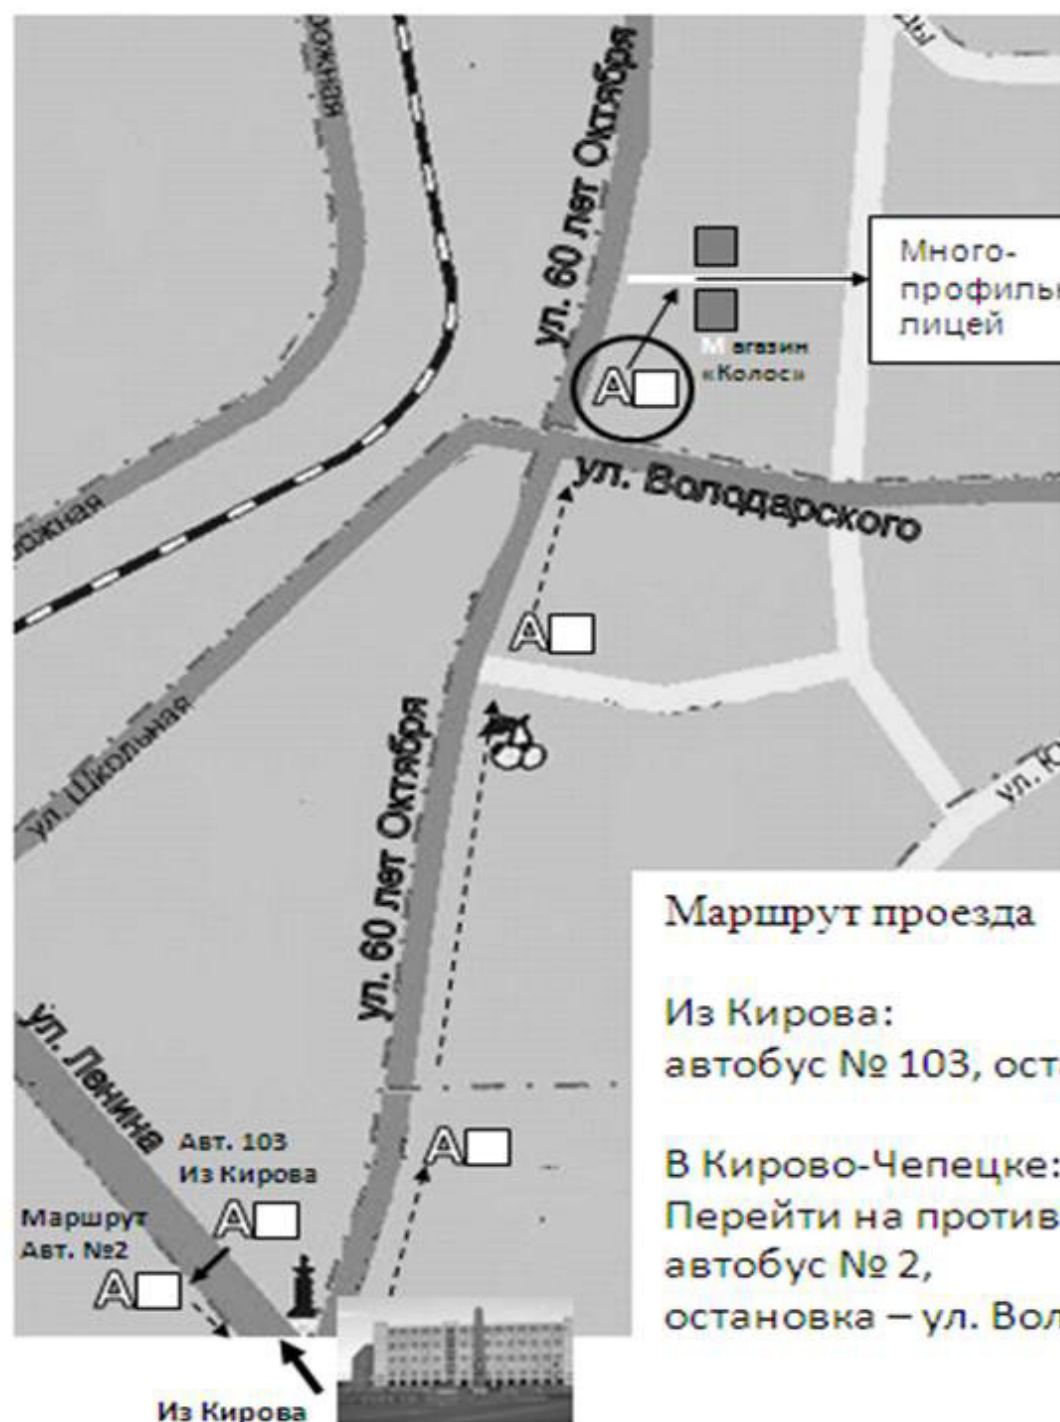 ул. 60 лет Октября
Много-
профильн
лицей
Магазин
«Колос»
А
ул. Володарского
ожная
А
ул. Школьная
ул. 60 лет Октября
ул. Ю
Маршрут проезда
Из Кирова:
автобус № 103, оста
ул. Ленина
Авт. 103
Из Кирова
А
А
Маршрут
Авт. №2
А
В Кирово-Чепецке:
Перейти на против
автобус № 2,
остановка – ул. Вол
Из Кирова